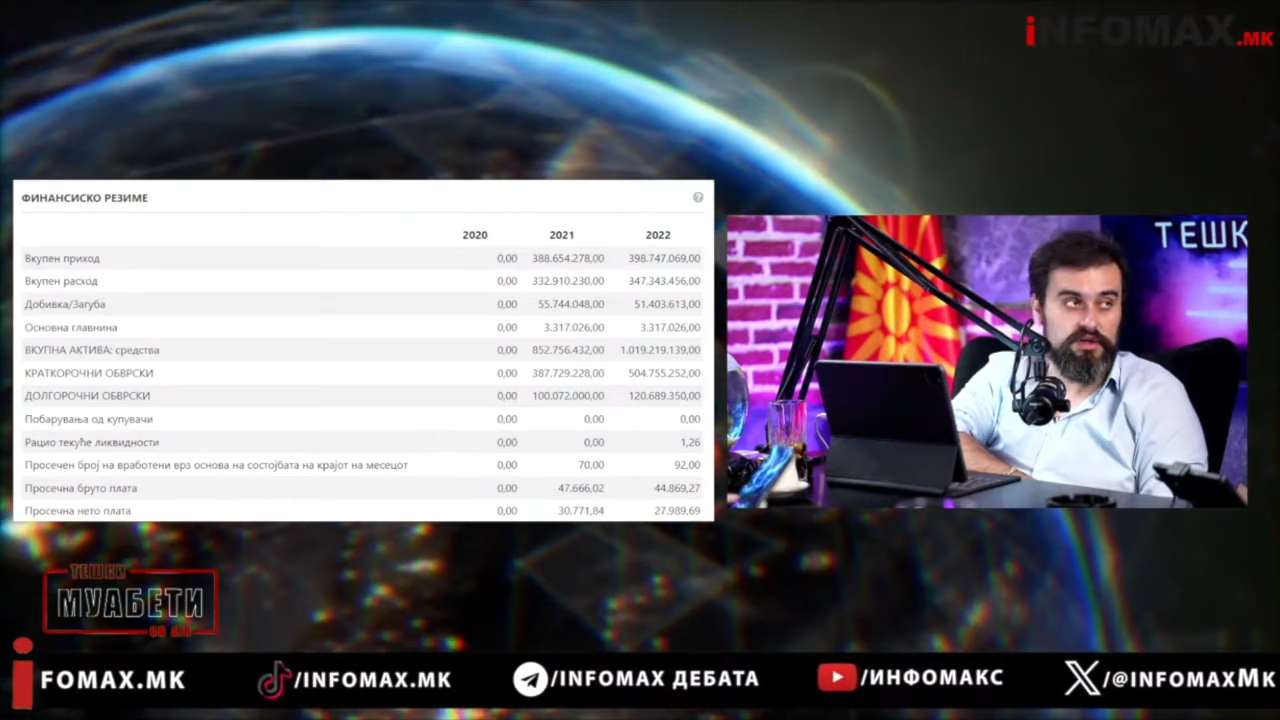 iNFOMAX.MK
ФИНАНСИСКО РЕЗИМЕ
2020 2021 2022
Вкупен приход 0,00 388.654.278,00 398.747.069,00
Вкупен расход 0,00 332.910.230,00 347.343.456,00
Добивка/Загуба 0,00 55.744.048,00 51.403.613,00
Основна главнина 0,00 3.317.026,00 3.317.026,00
ВКУПНА АКТИВА: средства 0,00 852.756.432,00 1.019.219.139,00
КРАТКОРОЧНИ ОБВРСКИ 0,00 387.729.228,00 504.755.252,00
ДОЛГОРОЧНИ ОБВРСКИ 0,00 100.072.000,00 120.689.350,00
Побарувања од купувачи 0,00 0,00 0,00
Рацио текуће ликвидности 0,00 0,00 1,26
Просечен број на вработени врз основа на состојбата на крајот на месецот 0,00 70,00 92,00
Просечна бруто плата 0,00 47.666,02 44.869,27
Просечна нето плата 0,00 30.771,84 27.989,69
ТЕШК
ТЕШКИ
МУАБЕТИ
FOMAX.MK /INFOMAX.MK /INFOMAX ДЕБАТА /ИНФОМАКС /@INFOMAXMK